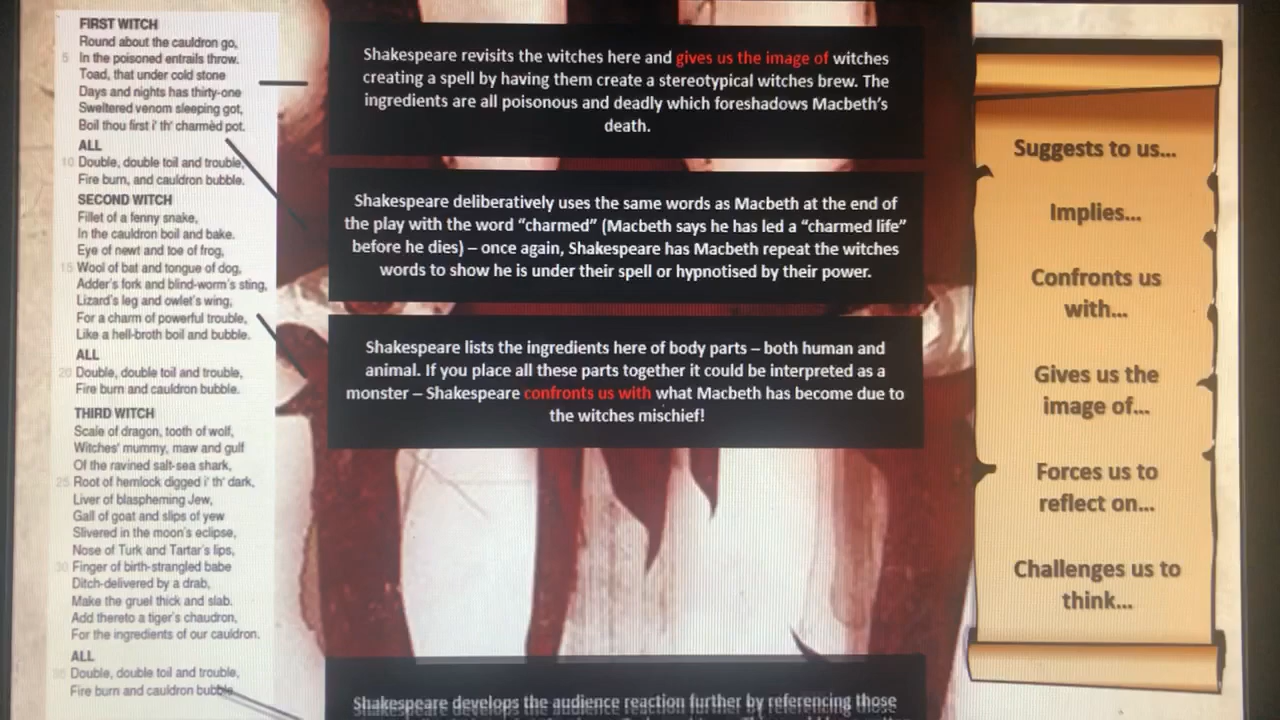 FIRST WITCH
Round about the cauldron go,
5 In the poisoned entrails throw.
Toad, that under cold stone
Days and nights has thirty-one
Sweltered venom sleeping got,
Boil thou first i' th' charmèd pot.
ALL
10 Double, double toil and trouble,
Fire burn, and cauldron bubble.
SECOND WITCH
Fillet of a fenny snake,
In the cauldron boil and bake.
Eye of newt and toe of frog,
15 Wool of bat and tongue of dog,
Adder's fork and blind-worm's sting,
Lizard's leg and owlet's wing,
For a charm of powerful trouble,
Like a hell-broth boil and bubble.
ALL
20 Double, double toil and trouble,
Fire burn and cauldron bubble.
THIRD WITCH
Scale of dragon, tooth of wolf,
Witches' mummy, maw and gulf
Of the ravined salt-sea shark,
25 Root of hemlock digged i' th' dark,
Liver of blaspheming Jew,
Gall of goat and slips of yew
Slivered in the moon's eclipse,
Nose of Turk and Tartar's lips,
30 Finger of birth-strangled babe
Ditch-delivered by a drab,
Make the gruel thick and slab.
Add thereto a tiger's chaudron,
For the ingredients of our cauldron.
ALL
35 Double, double toil and trouble,
Fire burn and cauldron bubble.
Shakespeare revisits the witches here and gives us the image of witches
creating a spell by having them create a stereotypical witches brew. The
ingredients are all poisonous and deadly which foreshadows Macbeth's
death.
Shakespeare deliberatively uses the same words as Macbeth at the end of
the play with the word "charmed" (Macbeth says he has led a "charmed life"
before he dies) – once again, Shakespeare has Macbeth repeat the witches
words to show he is under their spell or hypnotised by their power.
Shakespeare lists the ingredients here of body parts – both human and
animal. If you place all these parts together it could be interpreted as a
monster – Shakespeare confronts us with what Macbeth has become due to
the witches mischief!
Shakespeare develops the audience reaction further by referencing those
Suggests to us...
Implies...
Confronts us
with...
Gives us the
image of...
Forces us to
reflect on...
Challenges us to
think...